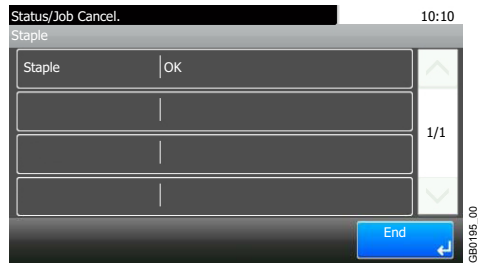 Status/Job Cancel. 10:10
Staple
Staple OK
1/1
End
GB0195_00